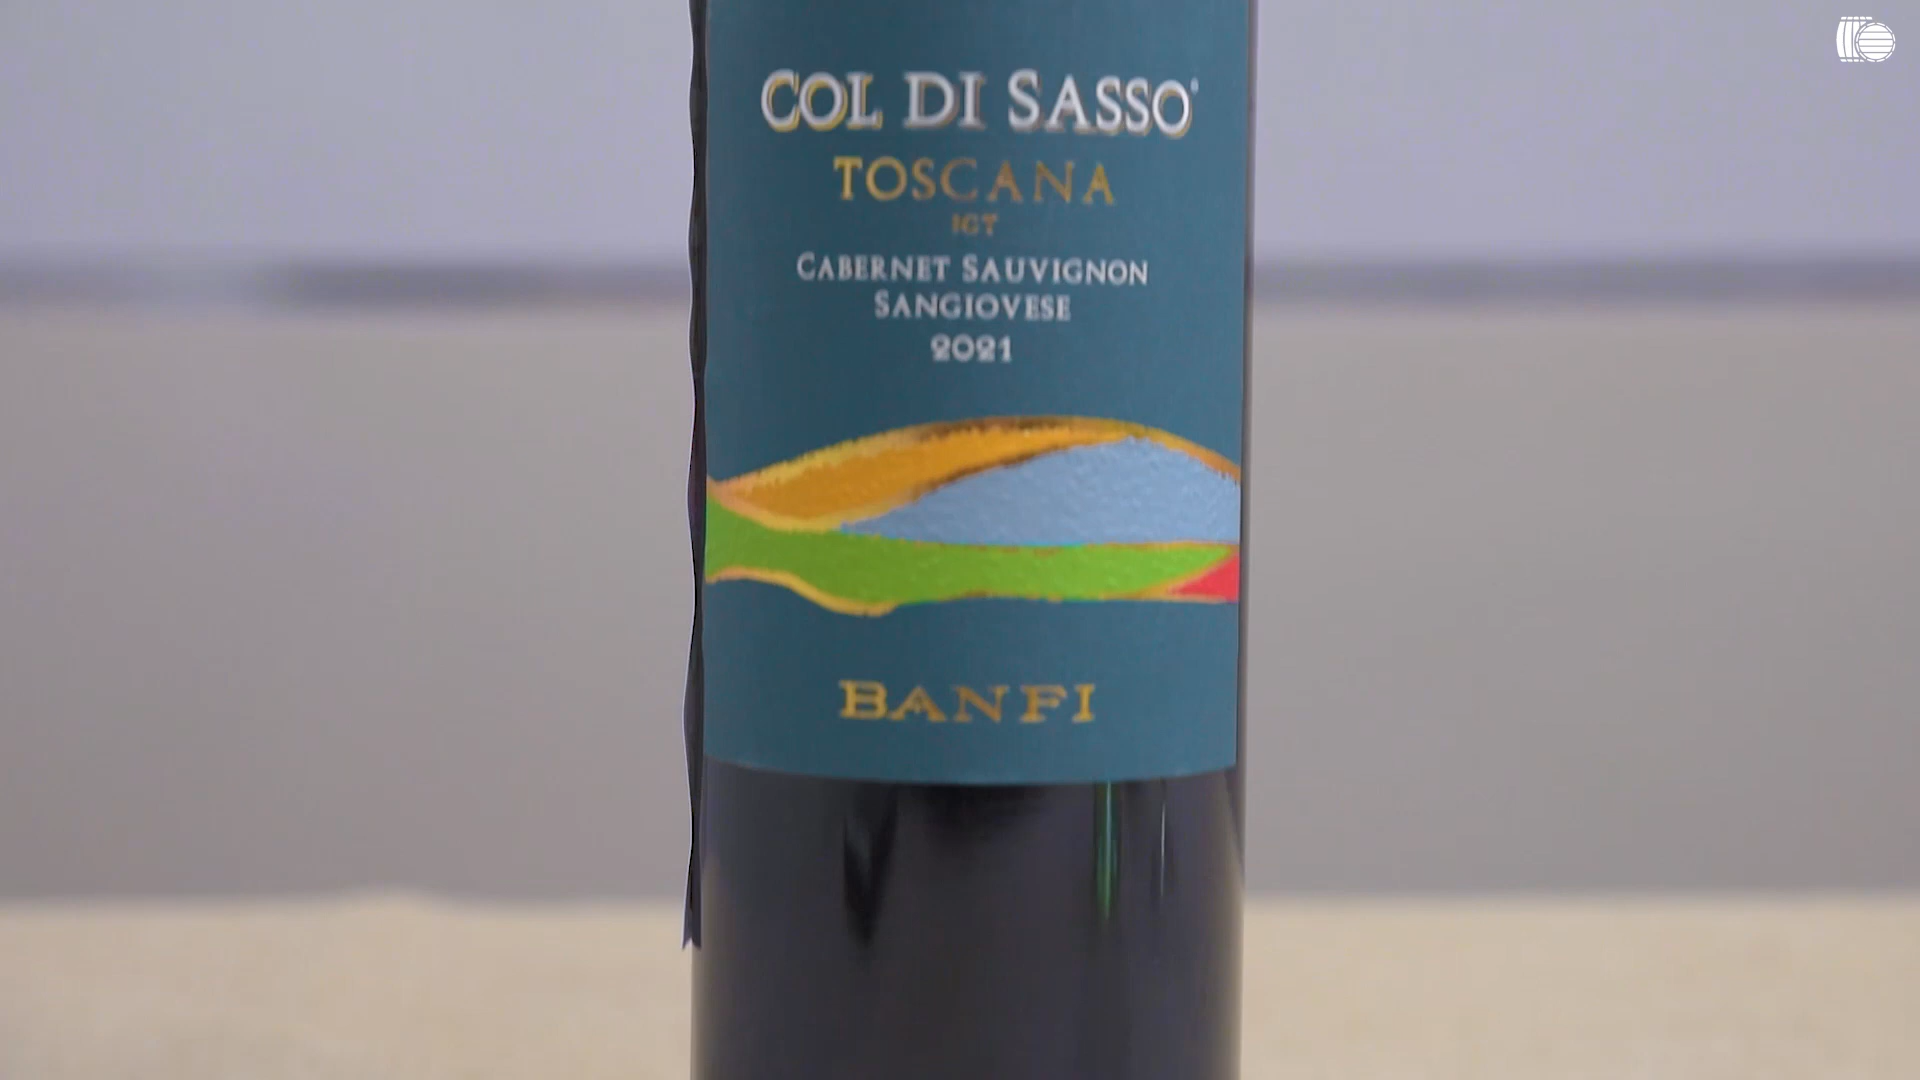 COL DI SASSO
TOSCANA
IGT
CABERNET SAUVIGNON
SANGIOVESE
2021
BANFI